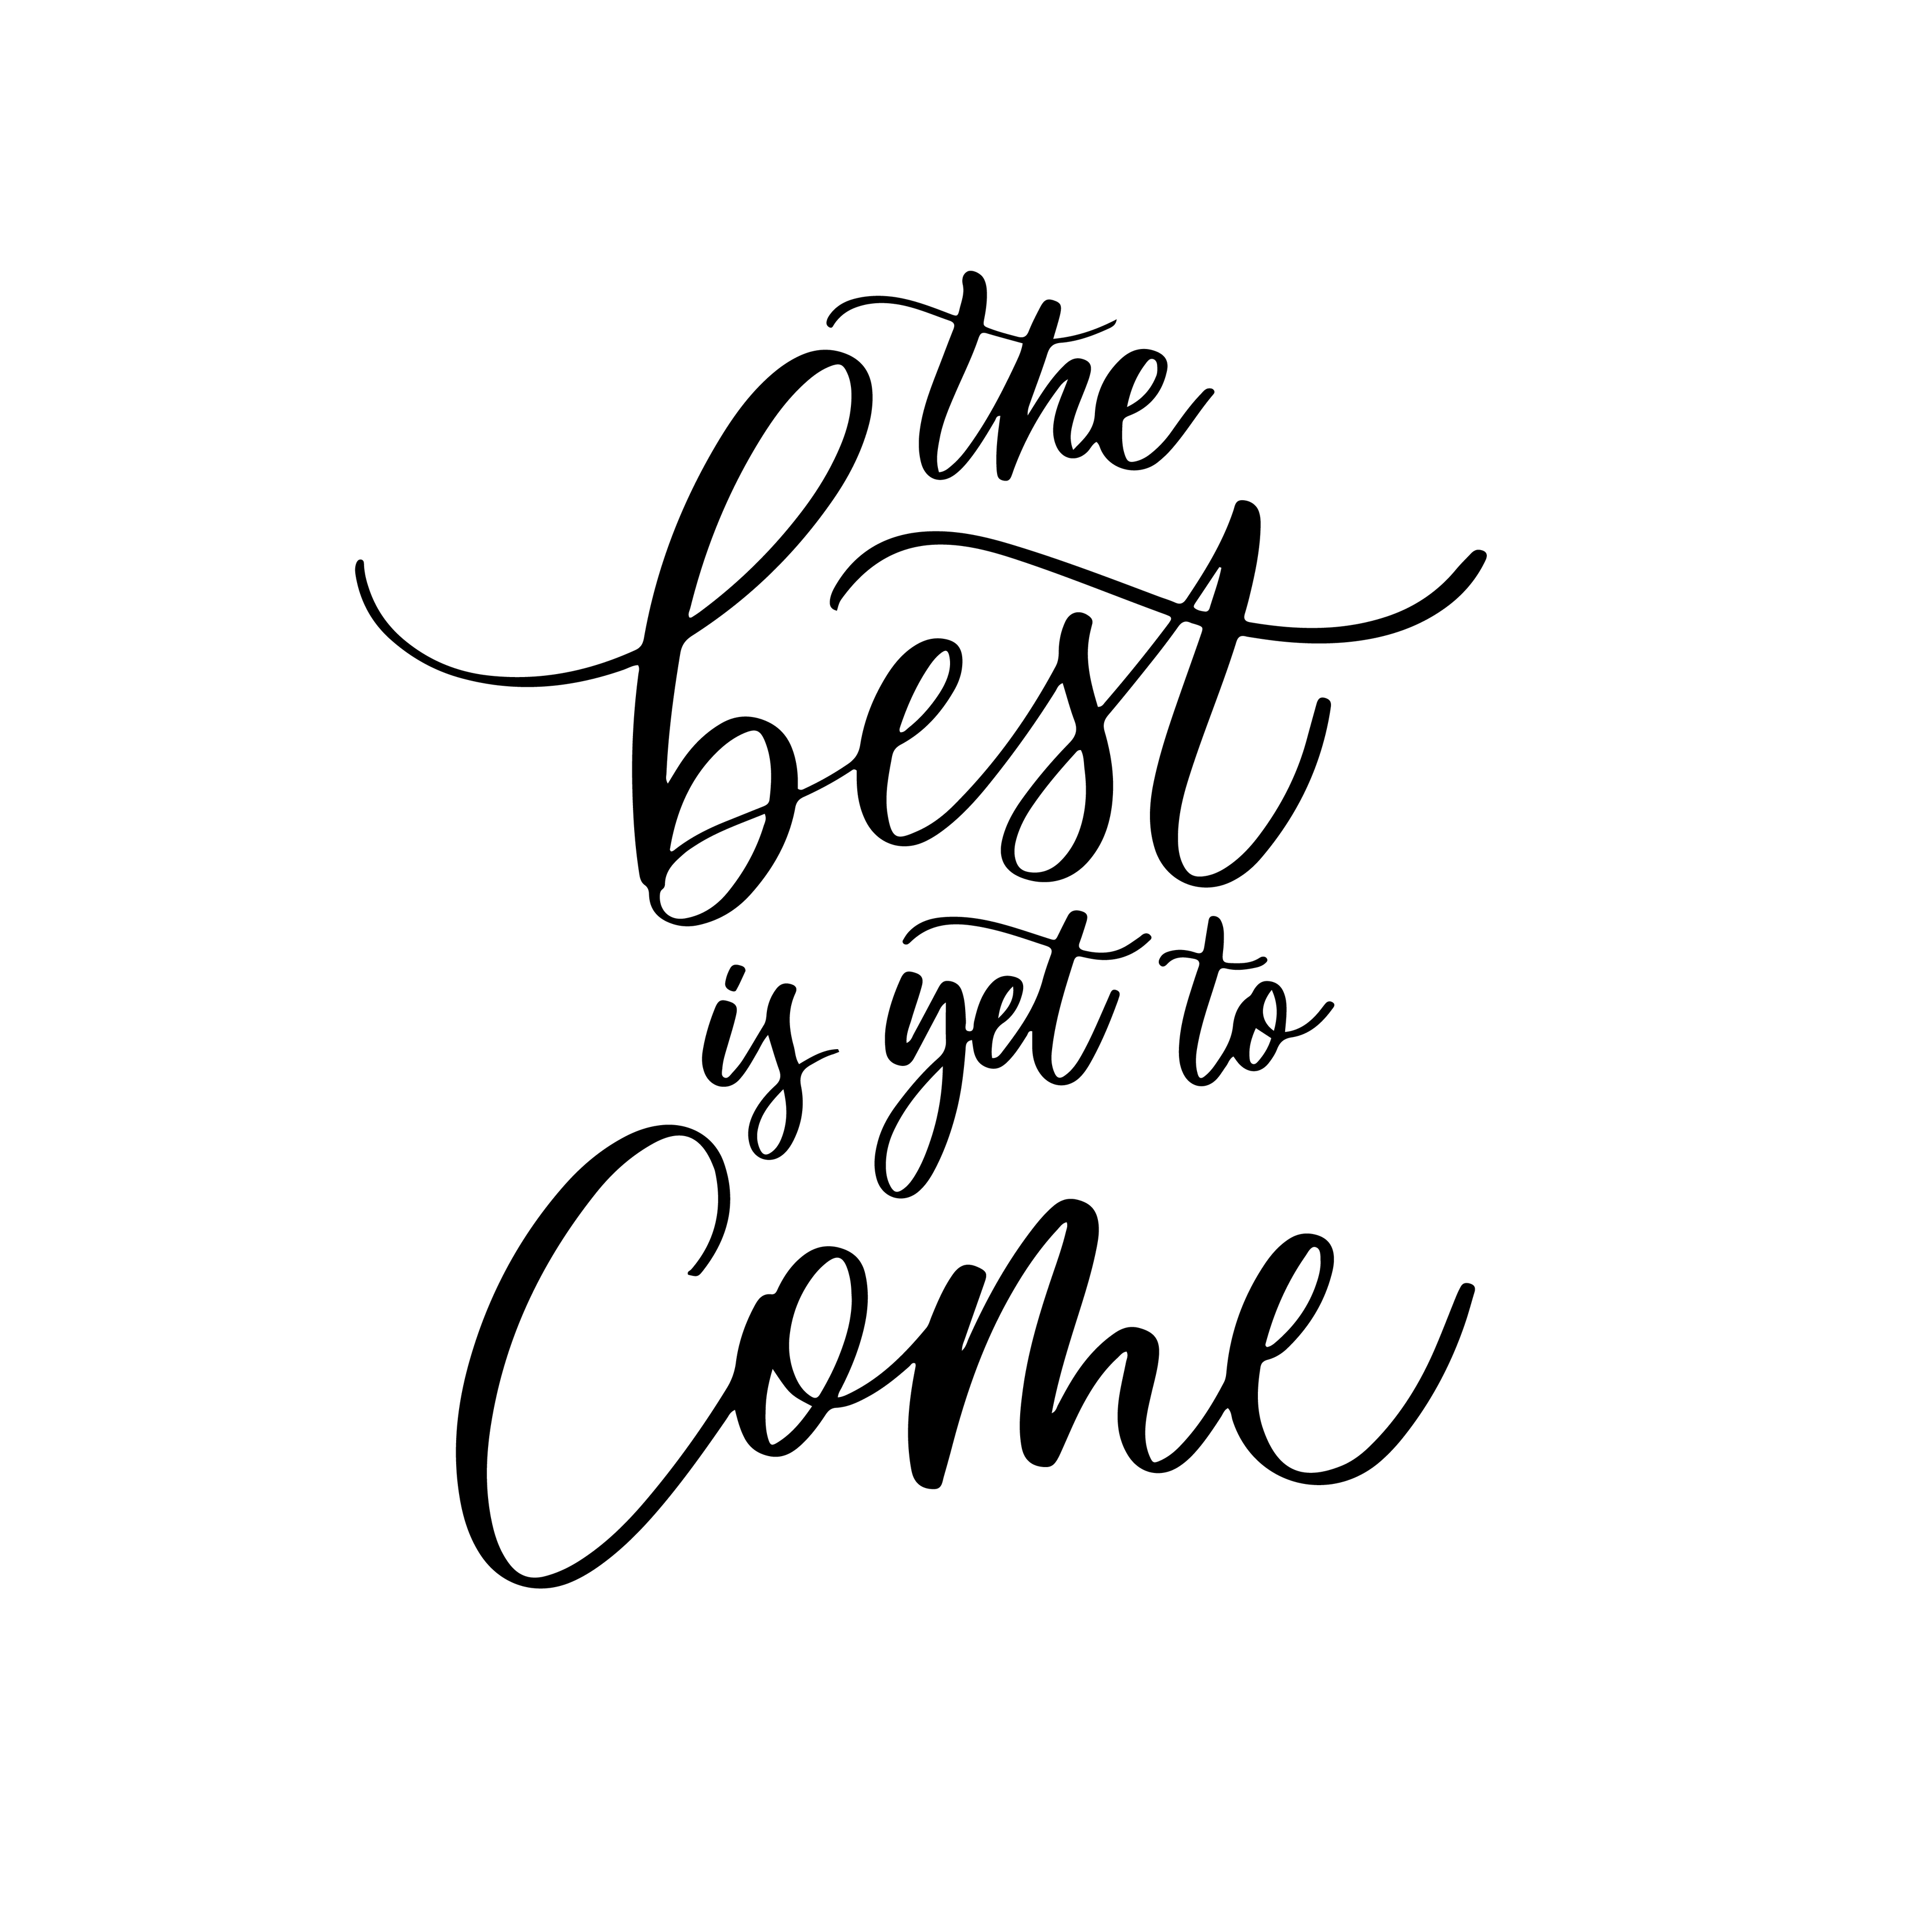 the
best
is yet to
Come